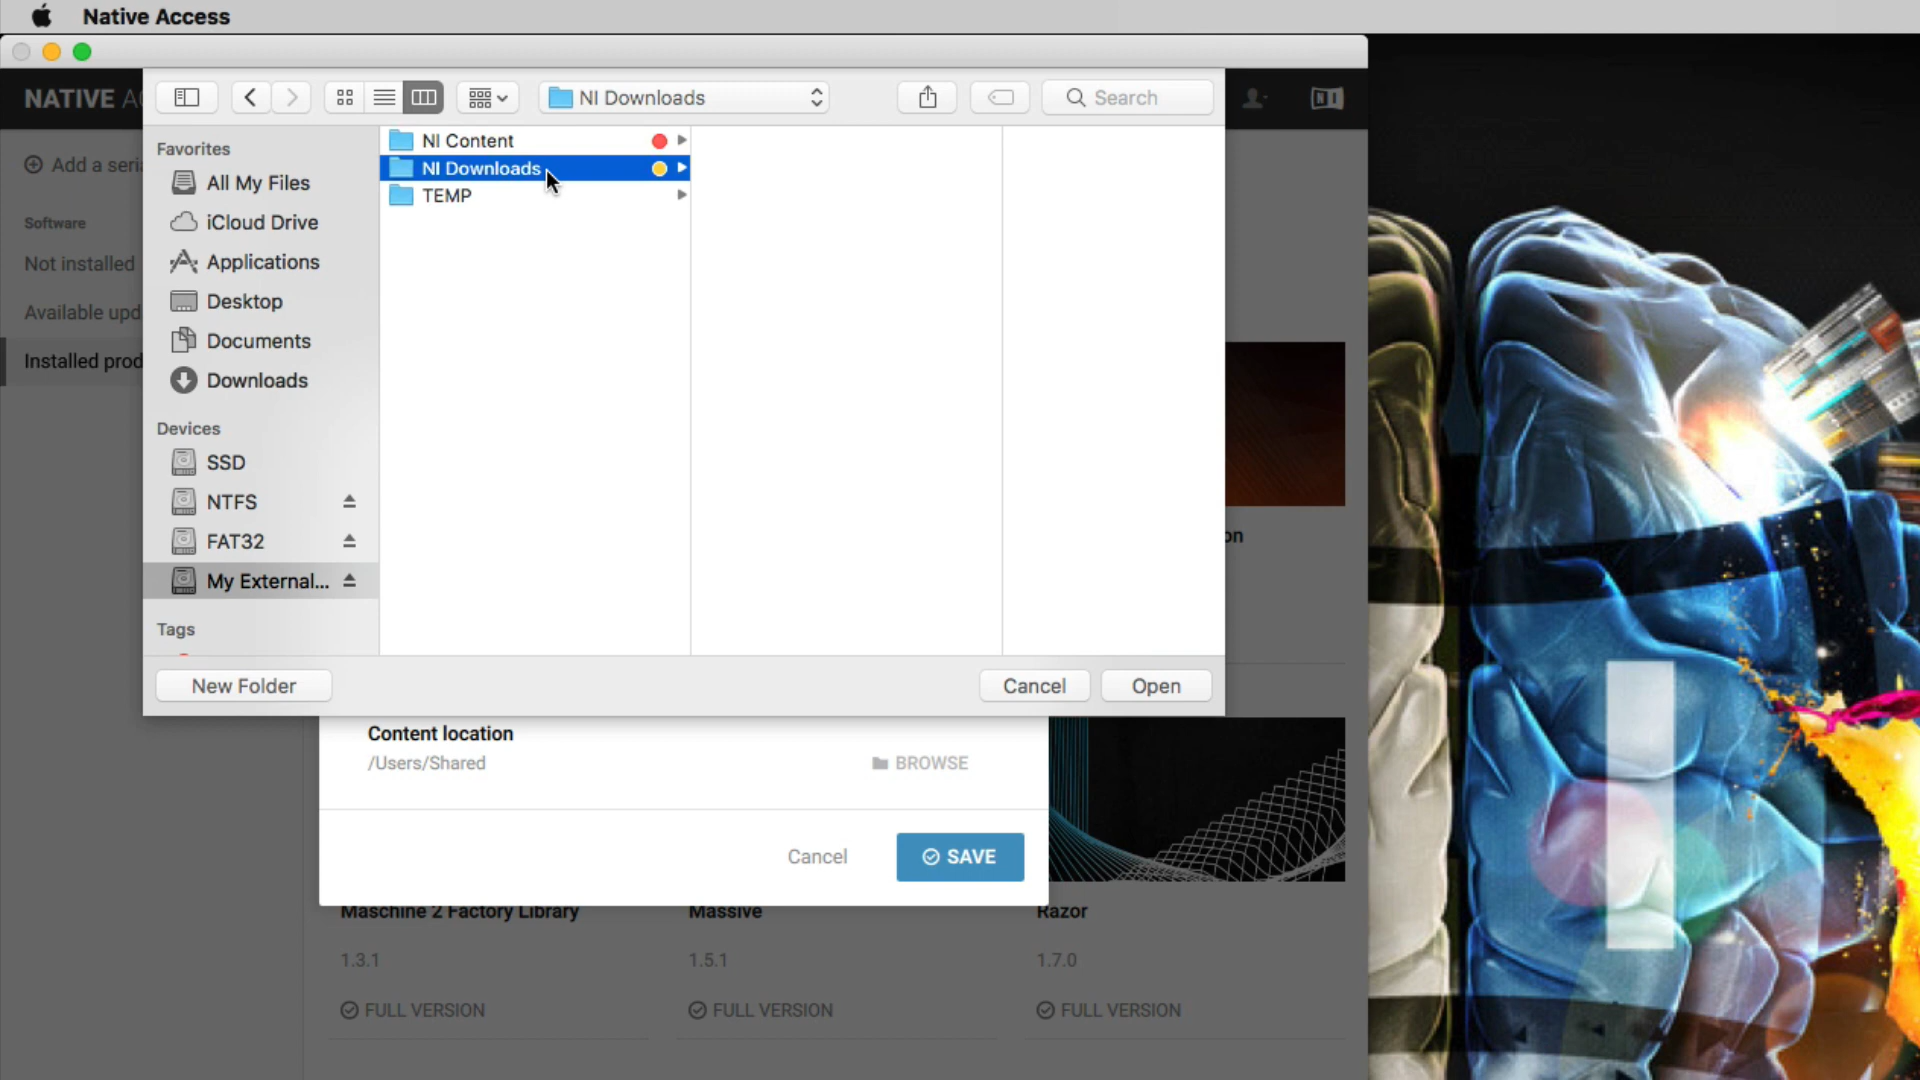 Native Access
NATIVE AC
NI Downloads
Search
NI
Add a seri
Software
Not installed
Available upd
Installed prod
Favorites
All My Files
iCloud Drive
Applications
Desktop
Documents
Downloads
Devices
SSD
NTFS
FAT32
My External...
Tags
NI Content
NI Downloads
TEMP
on
New Folder
Cancel
Open
Content location
/Users/Shared
BROWSE
Cancel
SAVE
Maschine 2 Factory Library
Massive
Razor
1.3.1
1.5.1
1.7.0
FULL VERSION
FULL VERSION
FULL VERSION